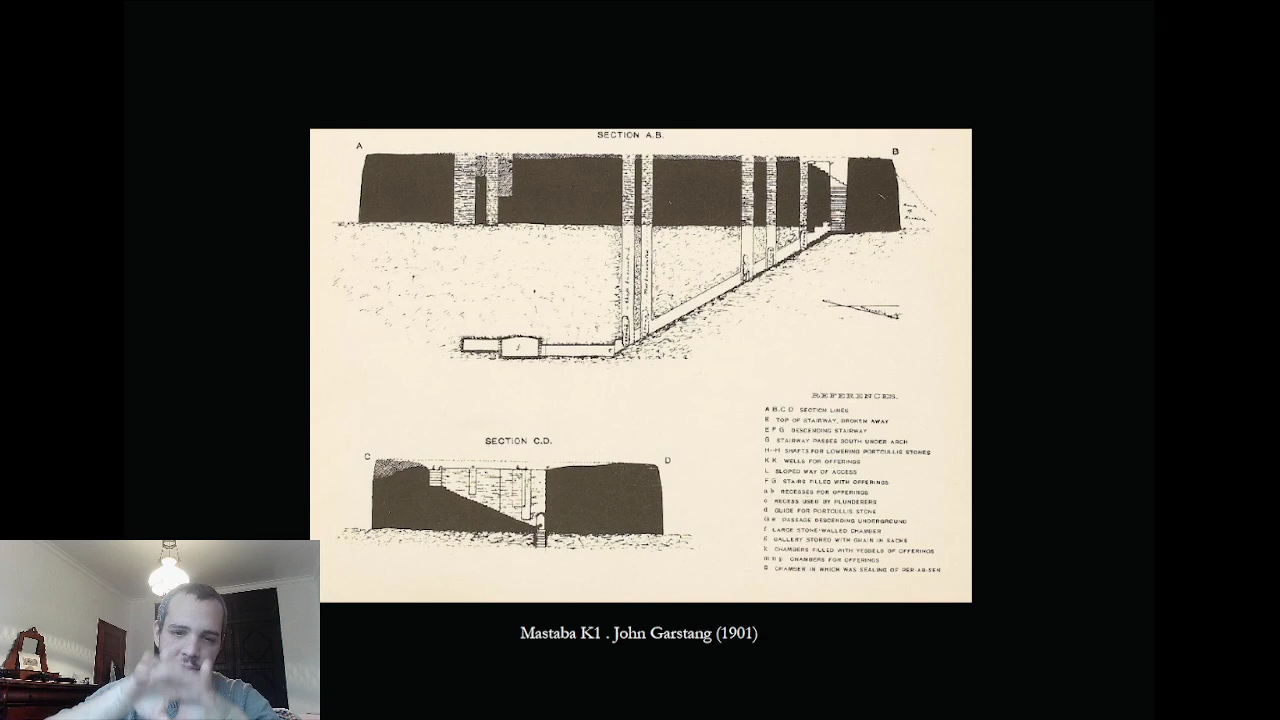 SECTION A.B.
A
B
f
SECTION C.D.
C
D
REFERENCES.
A B.C D SECTION LINES
E TOP OF STAIRWAY, BROKEN AWAY
E F G DESCENDING STAIRWAY
G STAIRWAY PASSES SOUTH UNDER ARCH
H-H SHAFTS FOR LOWERING PORTCULLIS STONES
K K WELLS FOR OFFERINGS
L SLOPED WAY OF ACCESS
F G STAIRS FILLED WITH OFFERINGS
a b RECESSES FOR OFFERINGS
c RECESS USED BY PLUNDERERS
d GUIDE FOR PORTCULLIS STONE
G e PASSAGE DESCENDING UNDERGROUND
f LARGE STONE-WALLED CHAMBER
g GALLERY STORED WITH GRAIN IN SACKS
k CHAMBERS FILLED WITH VESSELS OF OFFERINGS
m n p CHAMBERS FOR OFFERINGS
CHAMBER IN WHICH WAS SEALING OF PER-AB-SEN
Mastaba K1 . John Garstang (1901)